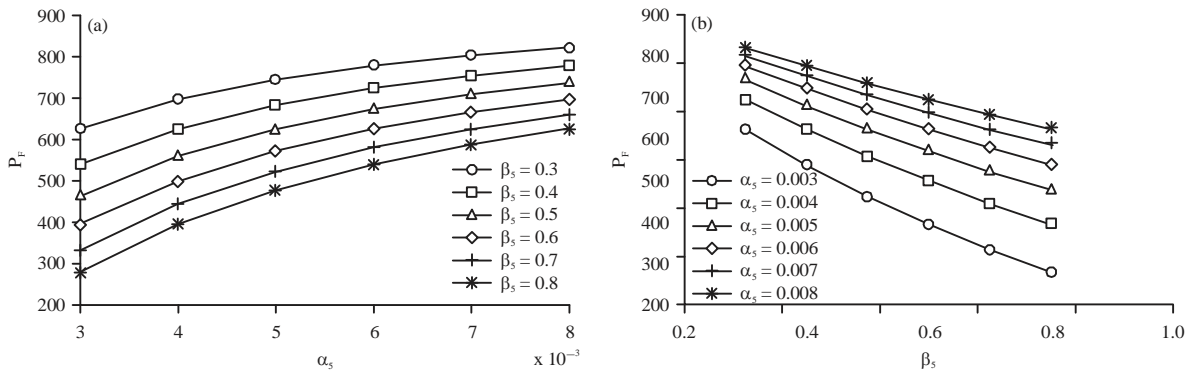 (a)
900
800
700
600
500
400
300
200
P_F
3 4 5 6 7 8
α₅
x 10⁻³
β₅ = 0.3
β₅ = 0.4
β₅ = 0.5
β₅ = 0.6
β₅ = 0.7
β₅ = 0.8
(b)
900
800
700
600
500
400
300
200
P_F
0.2 0.4 0.6 0.8 1.0
β₅
α₅ = 0.003
α₅ = 0.004
α₅ = 0.005
α₅ = 0.006
α₅ = 0.007
α₅ = 0.008